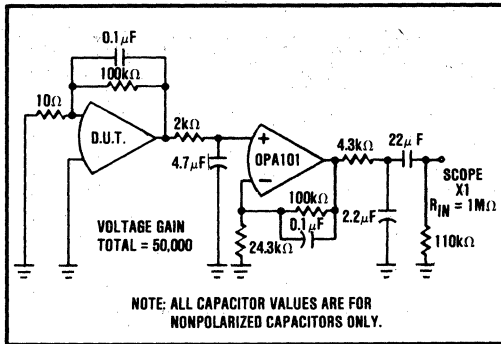 0.1μF
100kΩ
10Ω
D.U.T.
2kΩ
4.7μF
+
OPA101
−
4.3kΩ
22μF
SCOPE
X1
RIN = 1MΩ
100kΩ
0.1μF
2.2μF
24.3kΩ
110kΩ
VOLTAGE GAIN
TOTAL = 50,000
NOTE: ALL CAPACITOR VALUES ARE FOR
NONPOLARIZED CAPACITORS ONLY.